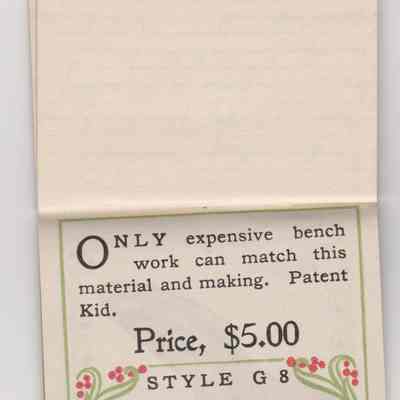 ONLY expensive bench
work can match this
material and making. Patent
Kid.
Price, $5.00
STYLE G 8